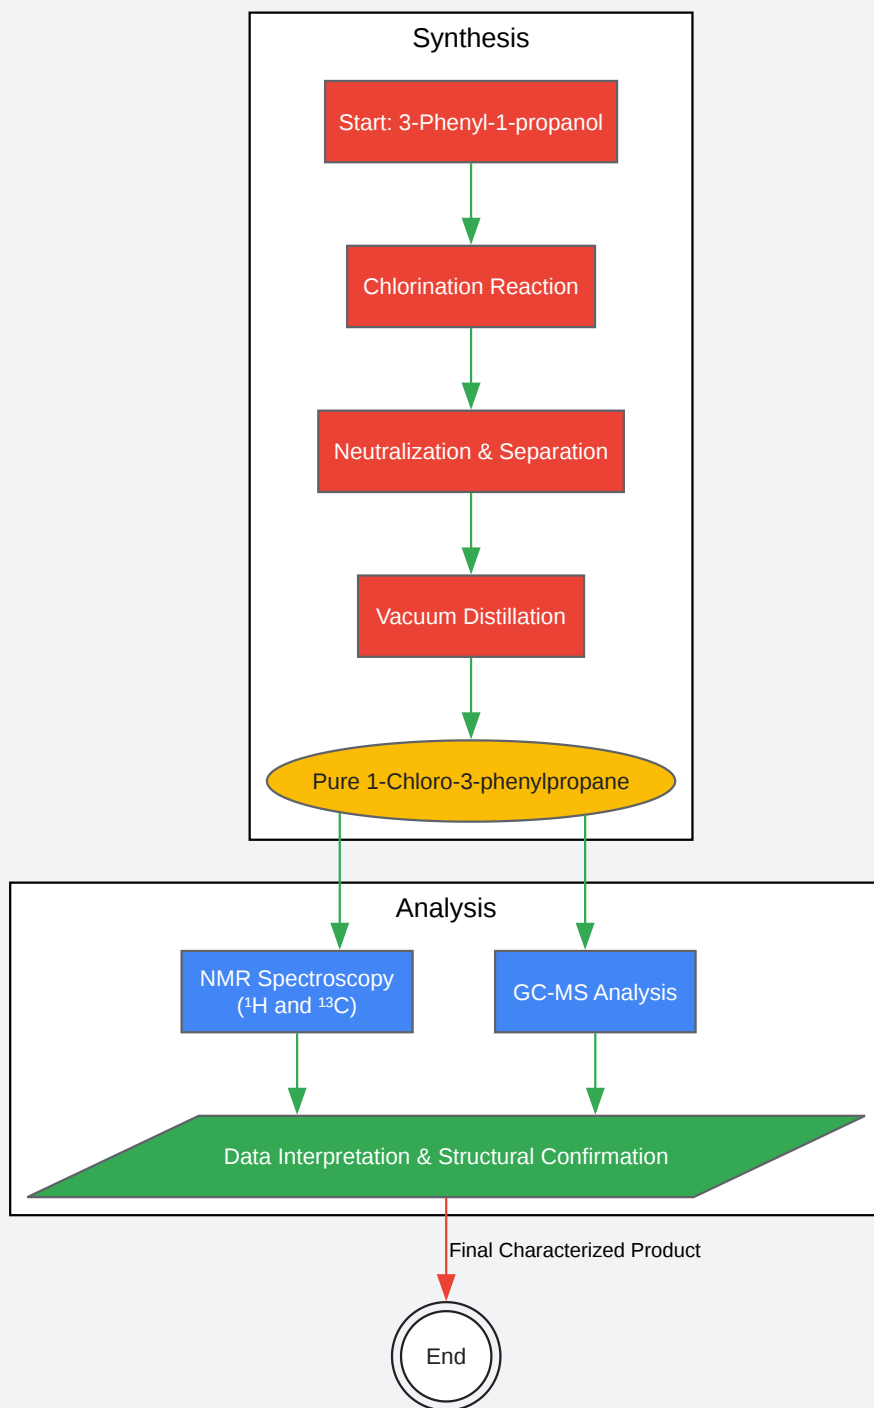 Synthesis
Start: 3-Phenyl-1-propanol
Chlorination Reaction
Neutralization & Separation
Vacuum Distillation
Pure 1-Chloro-3-phenylpropane
Analysis
NMR Spectroscopy
(¹H and ¹³C)
GC-MS Analysis
Data Interpretation & Structural Confirmation
Final Characterized Product
End